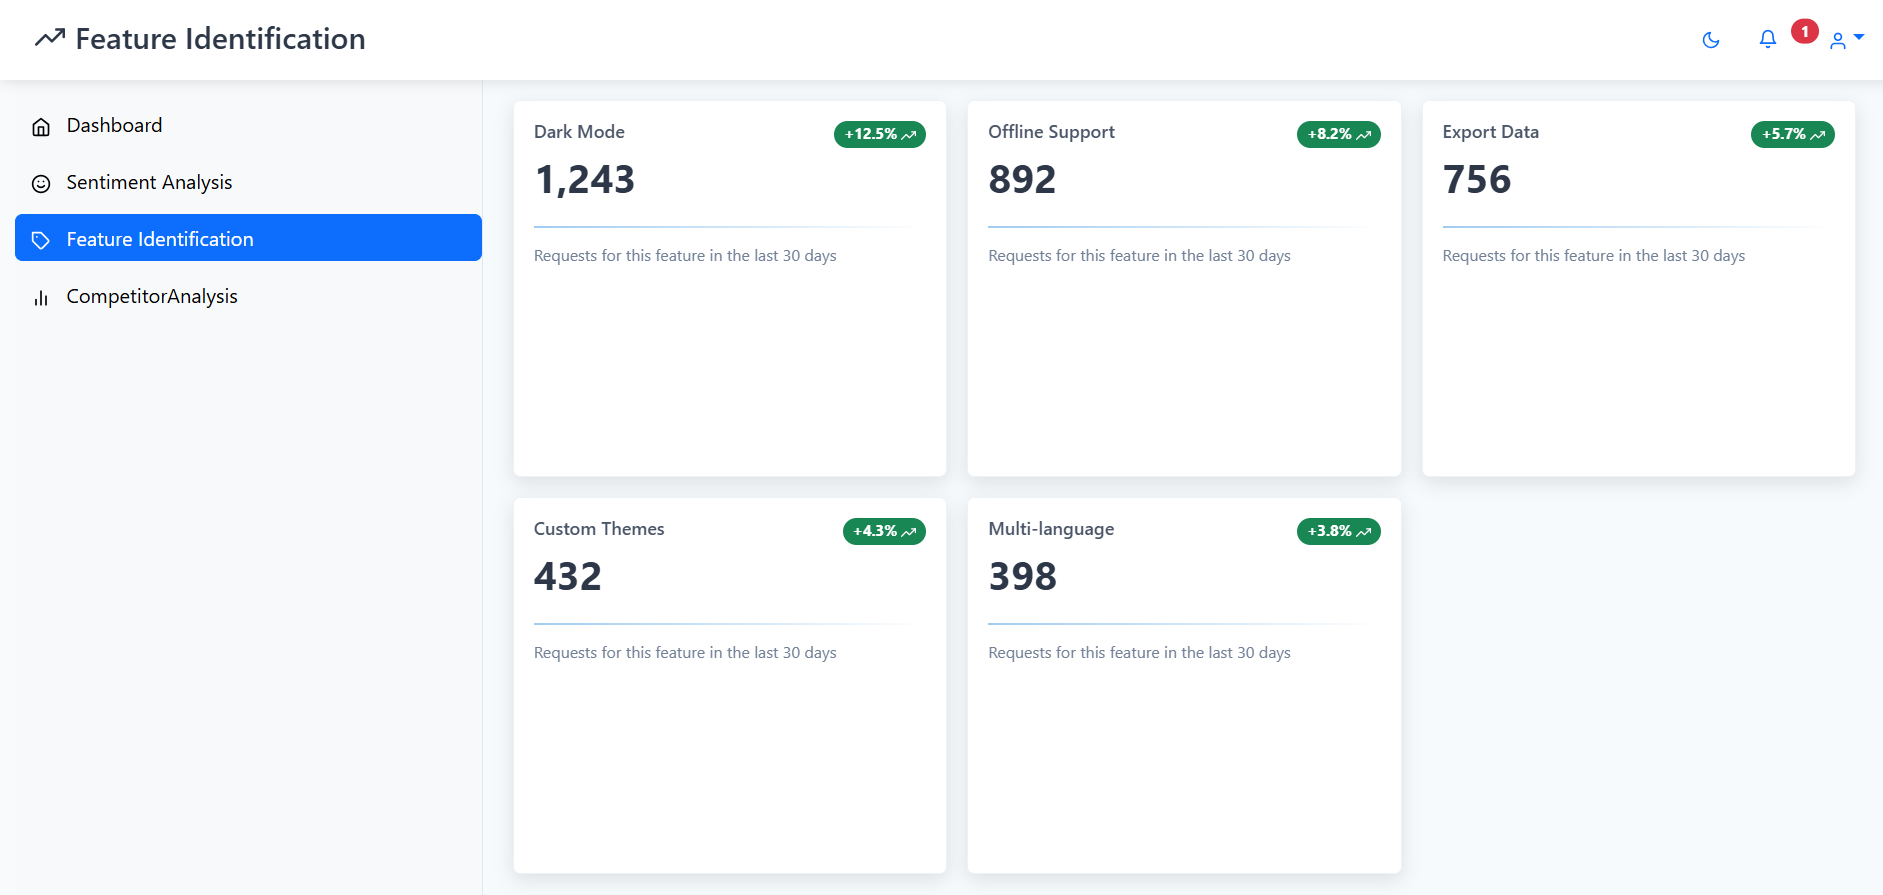 Feature Identification
1
Dashboard
Sentiment Analysis
Feature Identification
CompetitorAnalysis
Dark Mode
+12.5%
1,243
Requests for this feature in the last 30 days
Offline Support
+8.2%
892
Requests for this feature in the last 30 days
Export Data
+5.7%
756
Requests for this feature in the last 30 days
Custom Themes
+4.3%
432
Requests for this feature in the last 30 days
Multi-language
+3.8%
398
Requests for this feature in the last 30 days